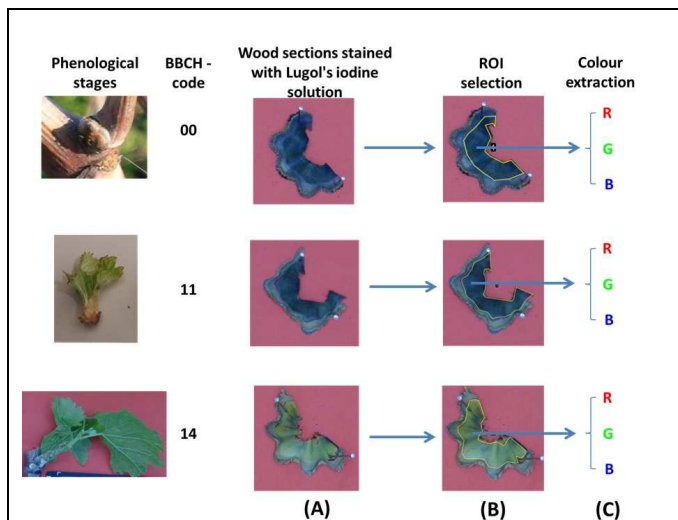 Phenological
stages
BBCH -
code
Wood sections stained
with Lugol's iodine
solution
ROI
selection
Colour
extraction
00
R
G
B
11
R
G
B
14
R
G
B
(A)
(B)
(C)